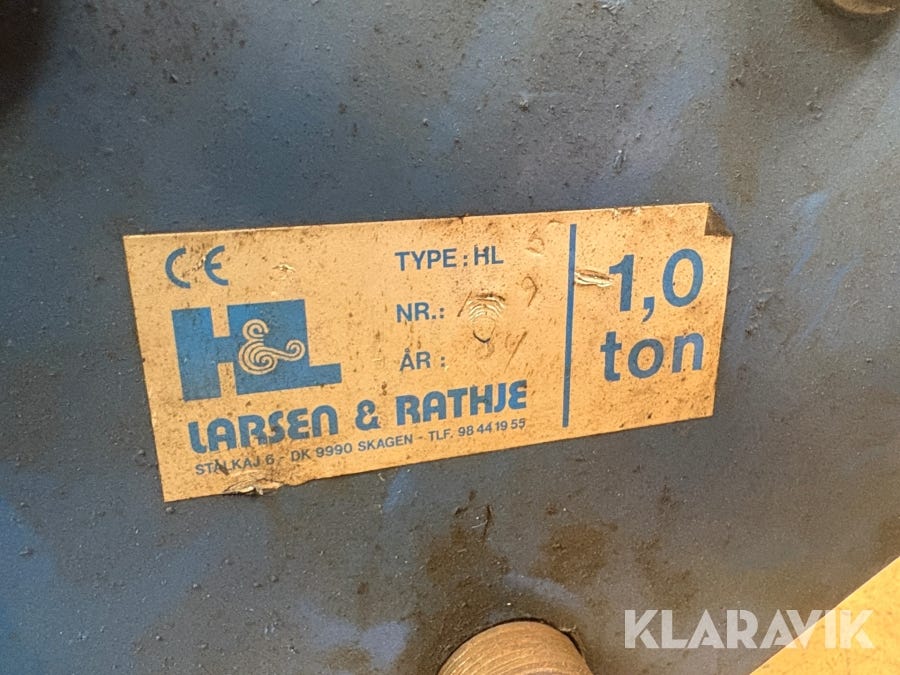 CE
TYPE : HL
NR.:
ÅR :
H&L
LARSEN & RATHJE
STÅLKAJ 6 - DK 9990 SKAGEN - TLF. 98 44 19 55
1,0
ton
KLARAVIK